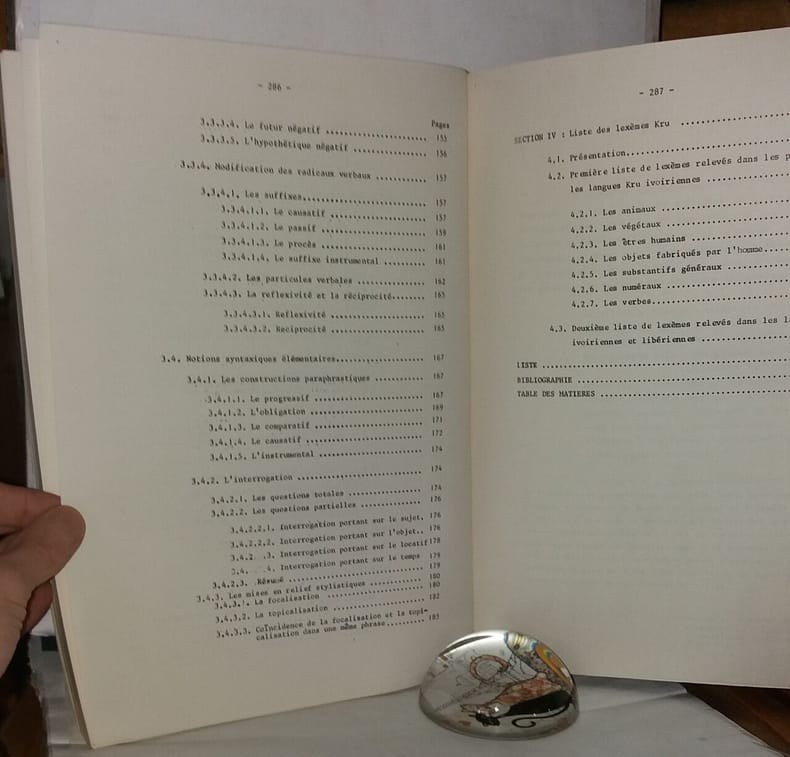 - 286 -
Pages
3.3.3.4. Le futur négatif ........................ 155
3.3.3.5. L'hypothétique négatif ................. 156
3.3.4. Modification des radicaux verbaux ............ 157
3.3.4.1. Les suffixes........................... 157
3.3.4.1.1. Le causatif ....................... 157
3.3.4.1.2. Le passif ......................... 159
3.3.4.1.3. Le procès ......................... 161
3.3.4.1.4. Le suffixe instrumental .......... 161
3.3.4.2. Les particules verbales ................ 162
3.3.4.3. La reflexivité et la réciprocité........ 165
3.3.4.3.1. Reflexivité ....................... 165
3.3.4.3.2. Réciprocité ....................... 165
3.4. Notions syntaxiques élémentaires.................. 167
3.4.1. Les constructions paraphrastiques ............ 167
3.4.1.1. Le progressif .......................... 167
3.4.1.2. L'obligation ........................... 169
3.4.1.3. Le comparatif .......................... 171
3.4.1.4. Le causatif ............................ 172
3.4.1.5. L'instrumental ......................... 174
3.4.2. L'interrogation .............................. 174
3.4.2.1. Les questions totales .................. 174
3.4.2.2. Les questions partielles ............... 176
3.4.2.2.1. Interrogation portant sur le sujet. 176
3.4.2.2.2. Interrogation portant sur l'objet.. 178
3.4.2 .3. Interrogation portant sur le locatif 178
3.4. 4. Interrogation portant sur le temps 179
3.4.2.3. Résumé ................................. 179
3.4.3. Les mises en relief stylistiques ............. 180
3.4.3.1. La focalisation ........................ 180
3.4.3.2. La topicalisation ...................... 182
3.4.3.3. Coïncidence de la focalisation et la topi-
calisation dans une même phrase .......... 185
- 287 -
SECTION IV : Liste des lexèmes Kru ....................
4.1. Présentation..............................
4.2. Première liste de lexèmes relevés dans les p
les langues Kru ivoiriennes ................
4.2.1. Les animaux .........................
4.2.2. Les végétaux ........................
4.2.3. Les êtres humains ...................
4.2.4. Les objets fabriqués par l'homme....
4.2.5. Les substantifs généraux ............
4.2.6. Les numéraux ........................
4.2.7. Les verbes...........................
4.3. Deuxième liste de lexèmes relevés dans les la
ivoiriennes et libériennes .................
LISTE .................................................
BIBLIOGRAPHIE .........................................
TABLE DES MATIERES ....................................